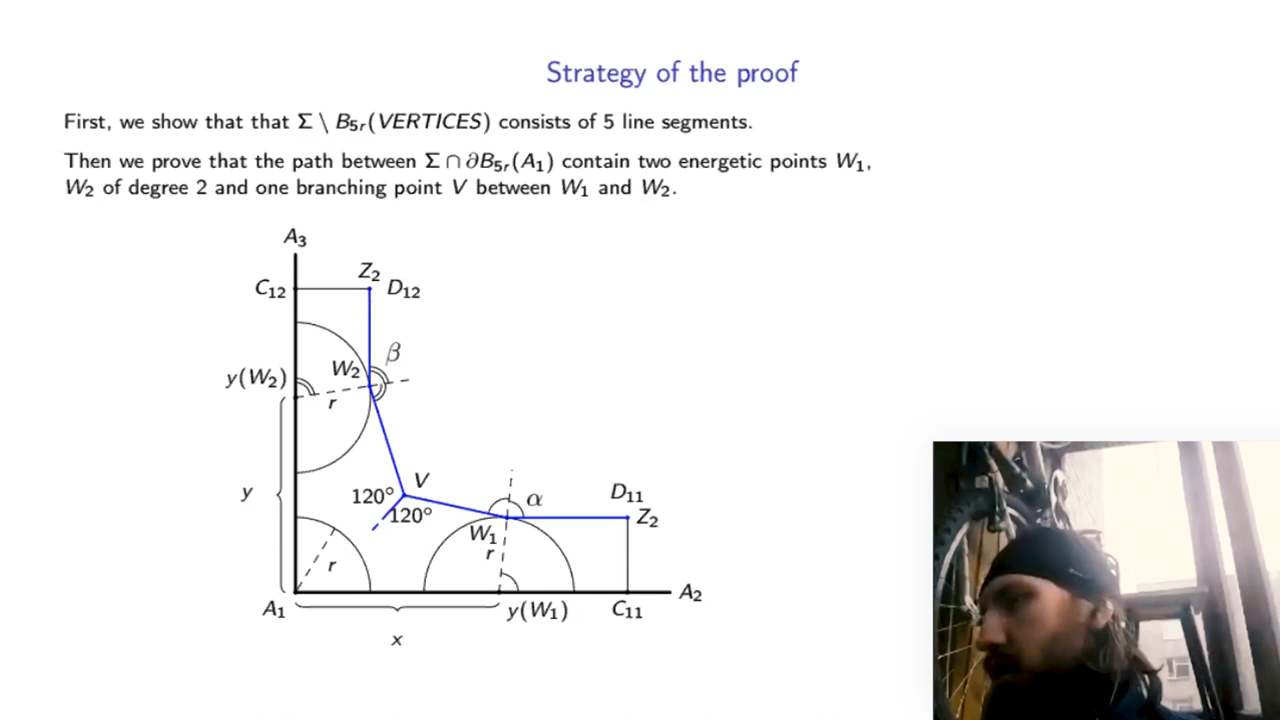 Strategy of the proof
First, we show that that Σ \ B₅ᵣ(VERTICES) consists of 5 line segments.
Then we prove that the path between Σ ∩ ∂B₅ᵣ(A₁) contain two energetic points W₁,
W₂ of degree 2 and one branching point V between W₁ and W₂.
A₃
Z₂
C₁₂
D₁₂
β
W₂
y(W₂)
r
V
y
120°
α
D₁₁
120°
Z₂
W₁
r
r
A₂
A₁
y(W₁)
C₁₁
x